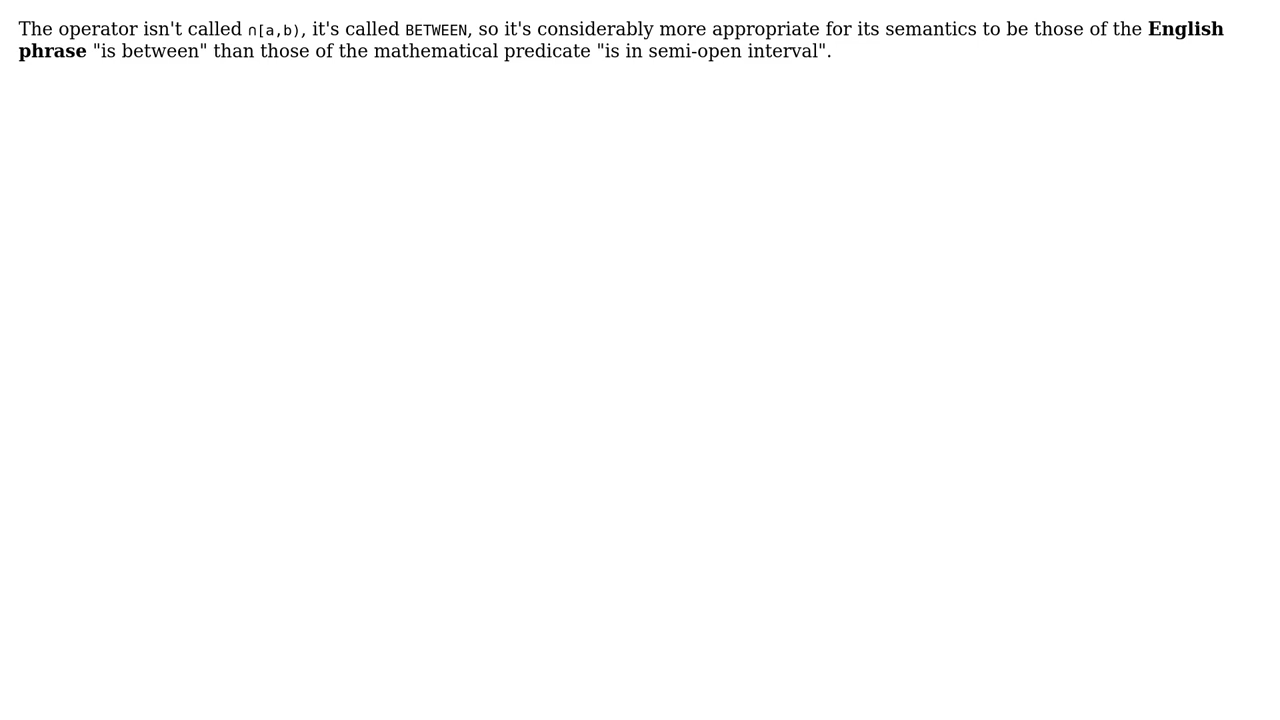 The operator isn't called ∩[a,b), it's called BETWEEN, so it's considerably more appropriate for its semantics to be those of the English
phrase "is between" than those of the mathematical predicate "is in semi-open interval".